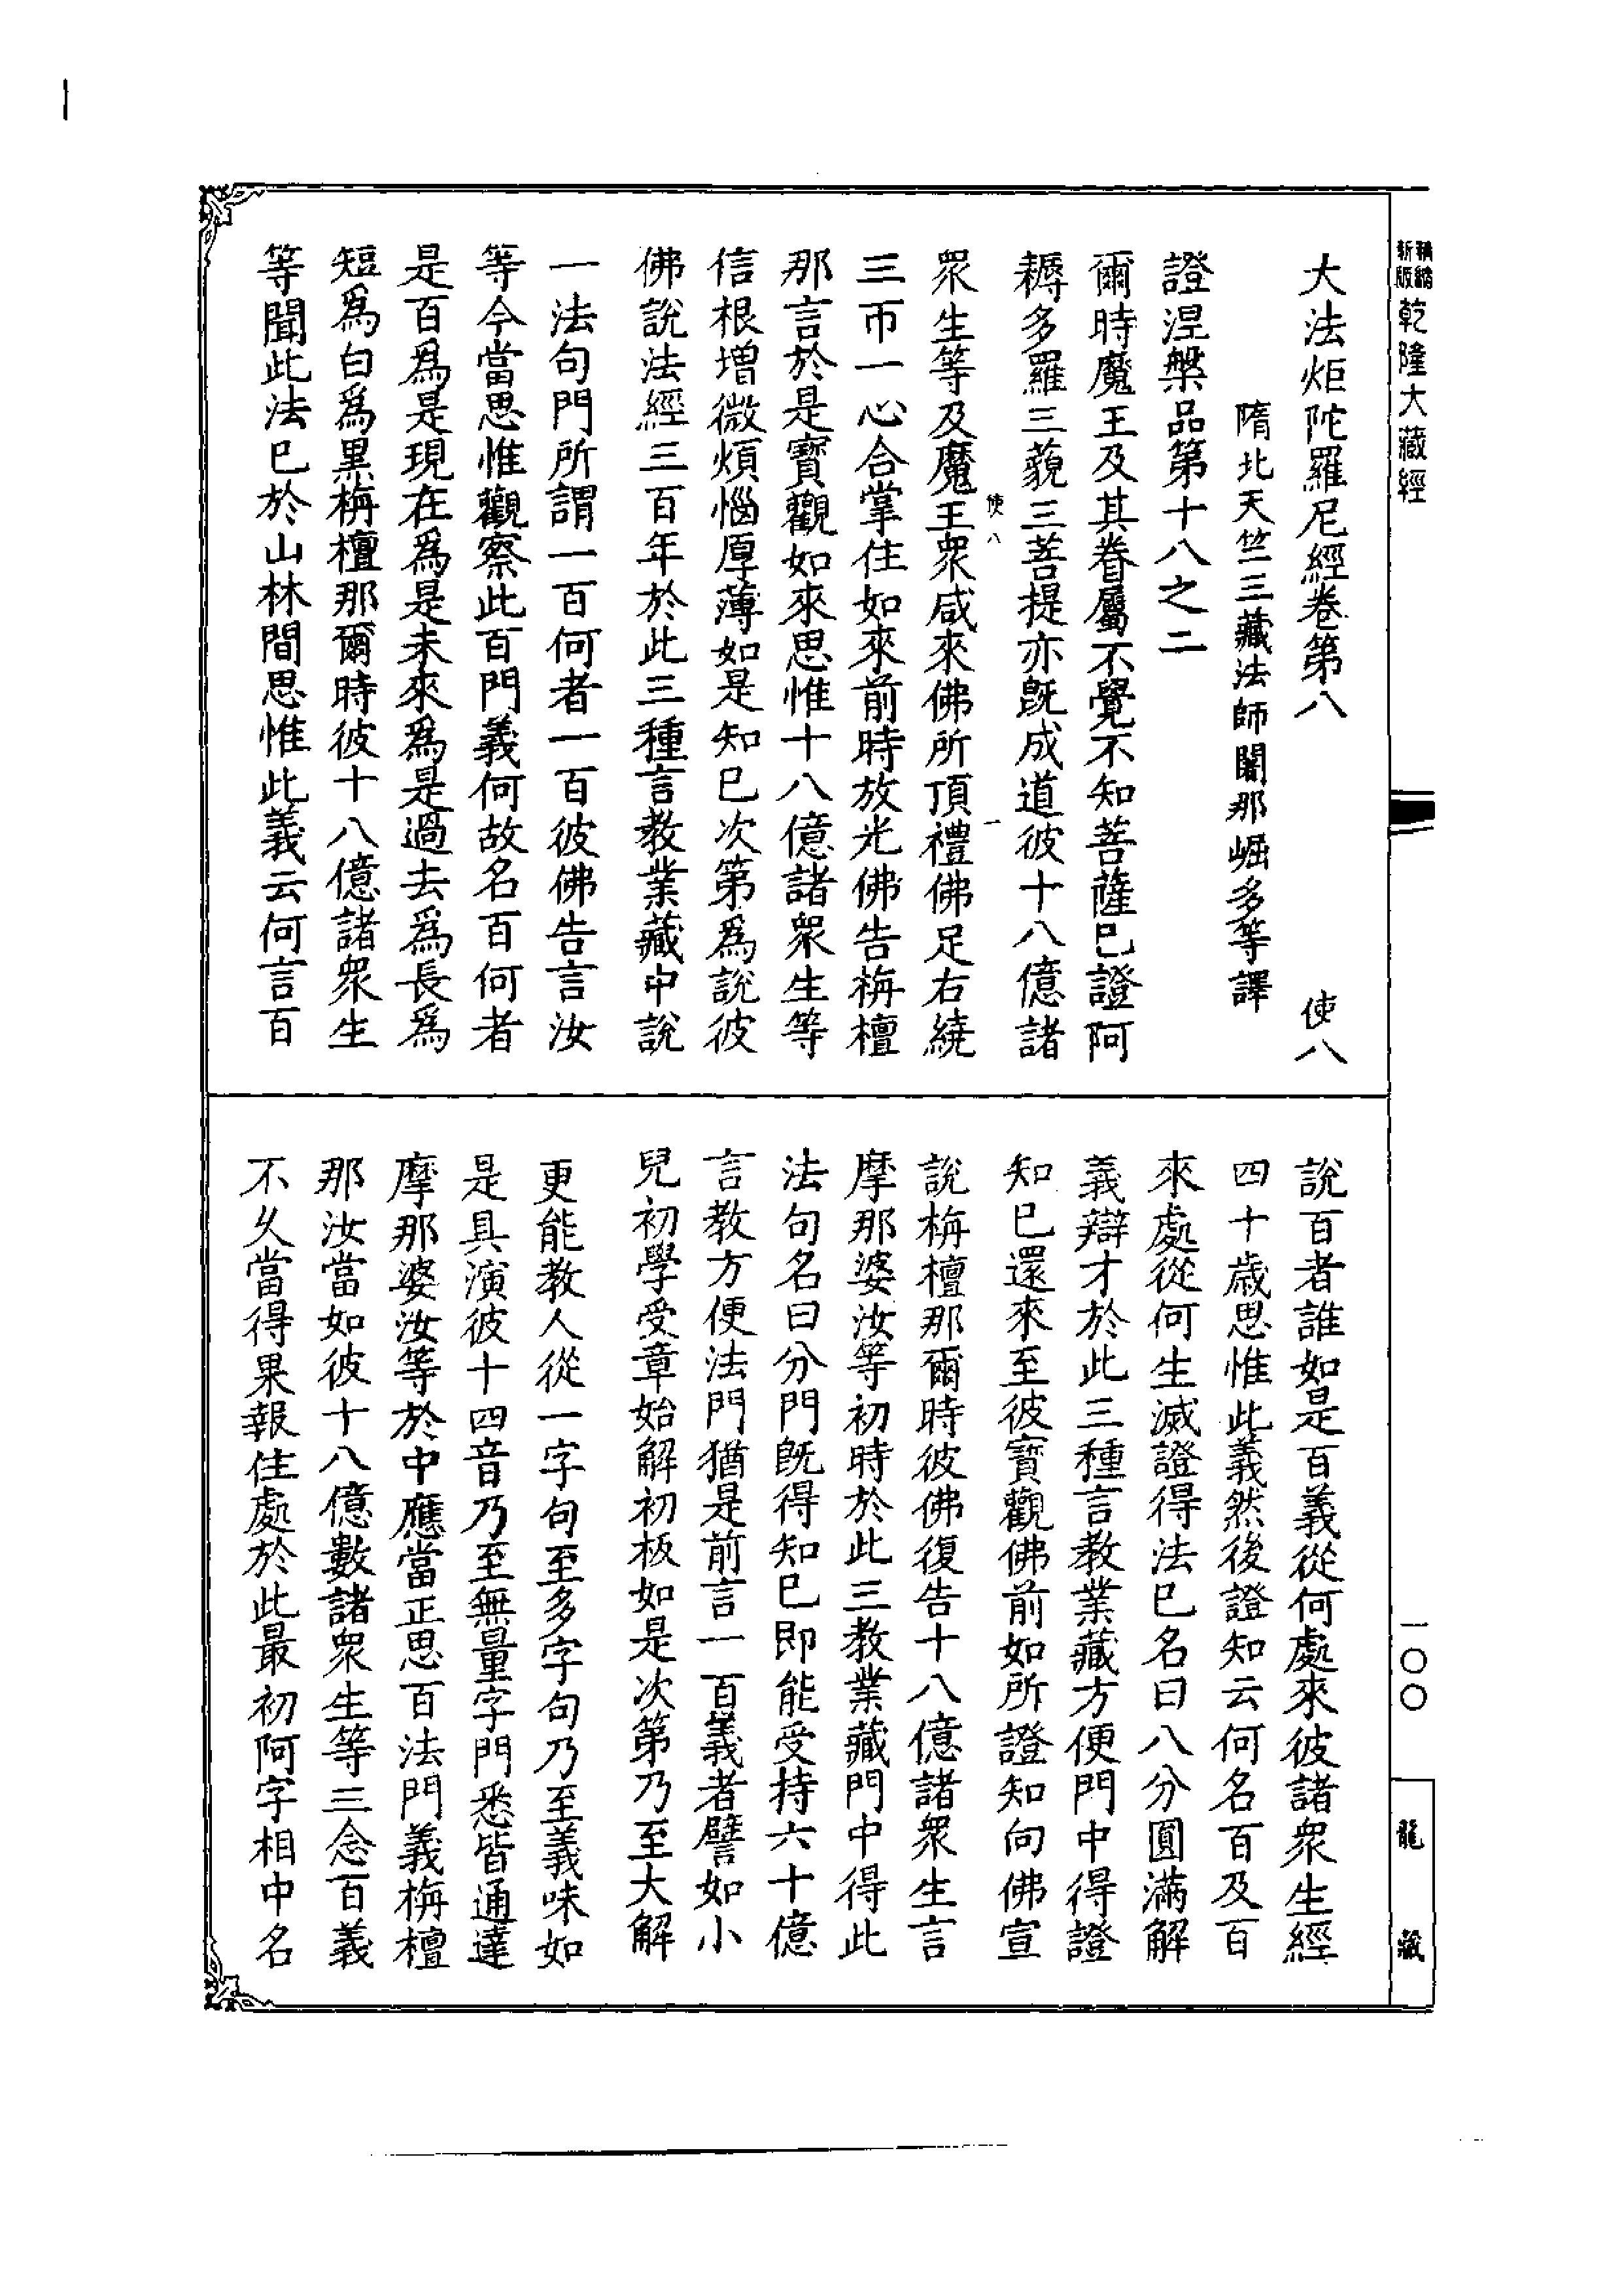 新版
精縮
乾隆大藏經
大法炬陀羅尼經卷第八 使八
隋北天竺三藏法師闍那崛多等譯
證涅槃品第十八之二
爾時魔王及其眷屬不覺不知菩薩已證阿
耨多羅三藐三菩提亦既成道彼十八億諸
使八 一
眾生等及魔王眾咸來佛所頂禮佛足右繞
三帀一心合掌住如來前時放光佛告栴檀
那言於是寶觀如來思惟十八億諸眾生等
信根增微煩惱厚薄如是知已次第為說彼
佛說法經三百年於此三種言教業藏中說
一法句門所謂一百何者一百彼佛告言汝
等今當思惟觀察此百門義何故名百何者
是百為是現在為是未來為是過去為長為
短為白為黑栴檀那爾時彼十八億諸眾生
等聞此法已於山林間思惟此義云何言百
說百者誰如是百義從何處來彼諸眾生經
四十歲思惟此義然後證知云何名百及百
來處從何生滅證得法已名曰八分圓滿解
義辯才於此三種言教業藏方便門中得證
知已還來至彼寶觀佛前如所證知向佛宣
說栴檀那爾時彼佛復告十八億諸眾生言
摩那婆汝等初時於此三教業藏門中得此
法句名曰分門既得知已即能受持六十億
言教方便法門猶是前言一百義者譬如小
兒初學受章始解初板如是次第乃至大解
更能教人從一字句至多字句乃至義味如
是具演彼十四音乃至無量字門悉皆通達
摩那婆汝等於中應當正思百法門義栴檀
那汝當如彼十八億數諸眾生等三念百義
不久當得果報住處於此最初阿字相中名
一〇〇
龍藏